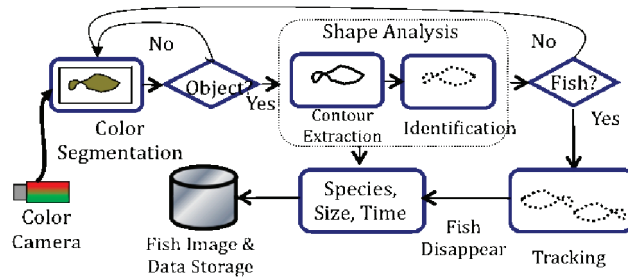 No
Shape Analysis
No
Object?
Yes
Fish?
Color
Segmentation
Contour
Extraction
Identification
Yes
Color
Camera
Species,
Size, Time
Fish Image &
Data Storage
Fish
Disappear
Tracking